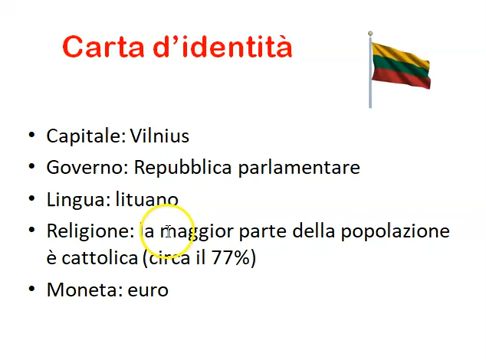 Carta d’identità
• Capitale: Vilnius
• Governo: Repubblica parlamentare
• Lingua: lituano
• Religione: la maggior parte della popolazione
è cattolica (circa il 77%)
• Moneta: euro